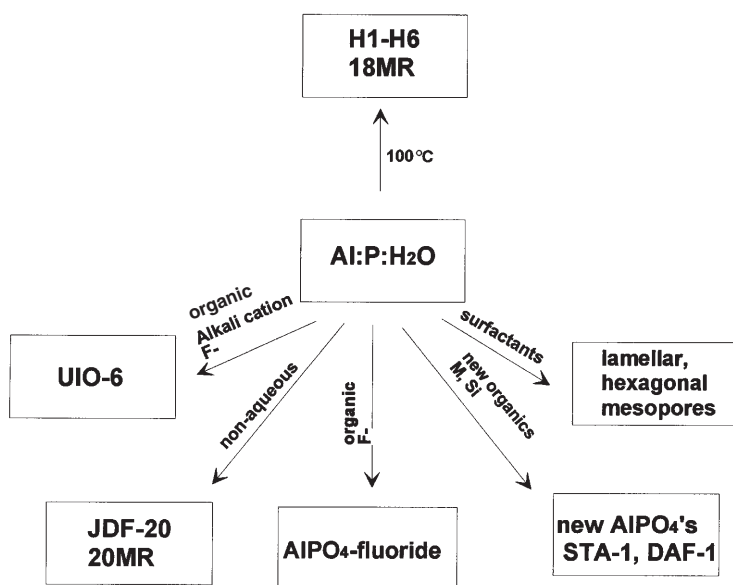 H1-H6
18MR
100°C
Al:P:H₂O
organic
Alkali cation
F-
UIO-6
non-aqueous
JDF-20
20MR
organic
F-
AlPO₄-fluoride
new organics
M, Si
new AlPO₄'s
STA-1, DAF-1
surfactants
lamellar,
hexagonal
mesopores